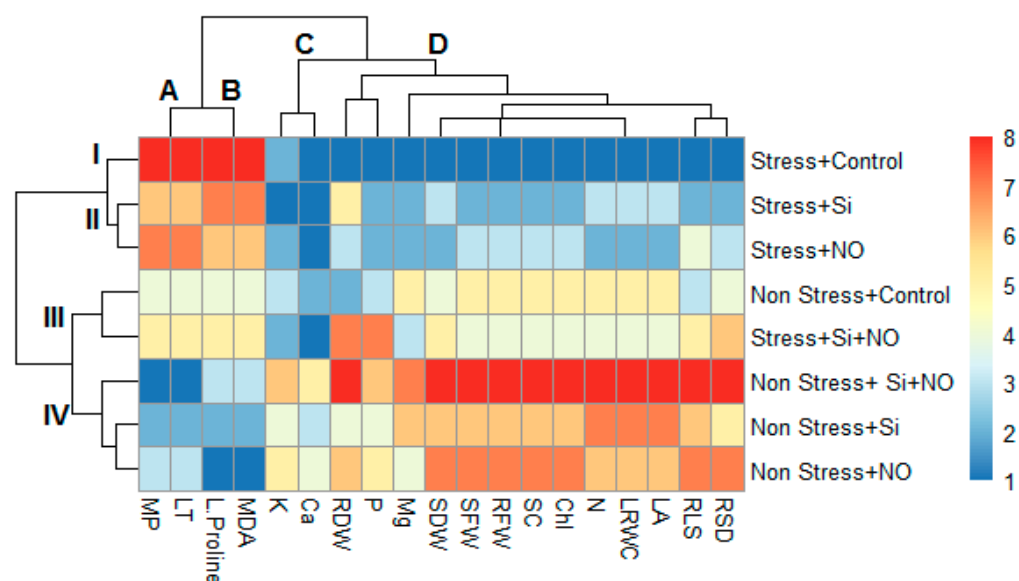 C D
A B
I
Stress+Control
II
Stress+Si
Stress+NO
Non Stress+Control
III
Stress+Si+NO
Non Stress+ Si+NO
IV
Non Stress+Si
Non Stress+NO
8
7
6
5
4
3
2
1
MP
LT
L.Proline
MDA
K
Ca
RDW
P
Mg
SDW
SFW
RFW
SC
Chl
N
LRWC
LA
RLS
RSD